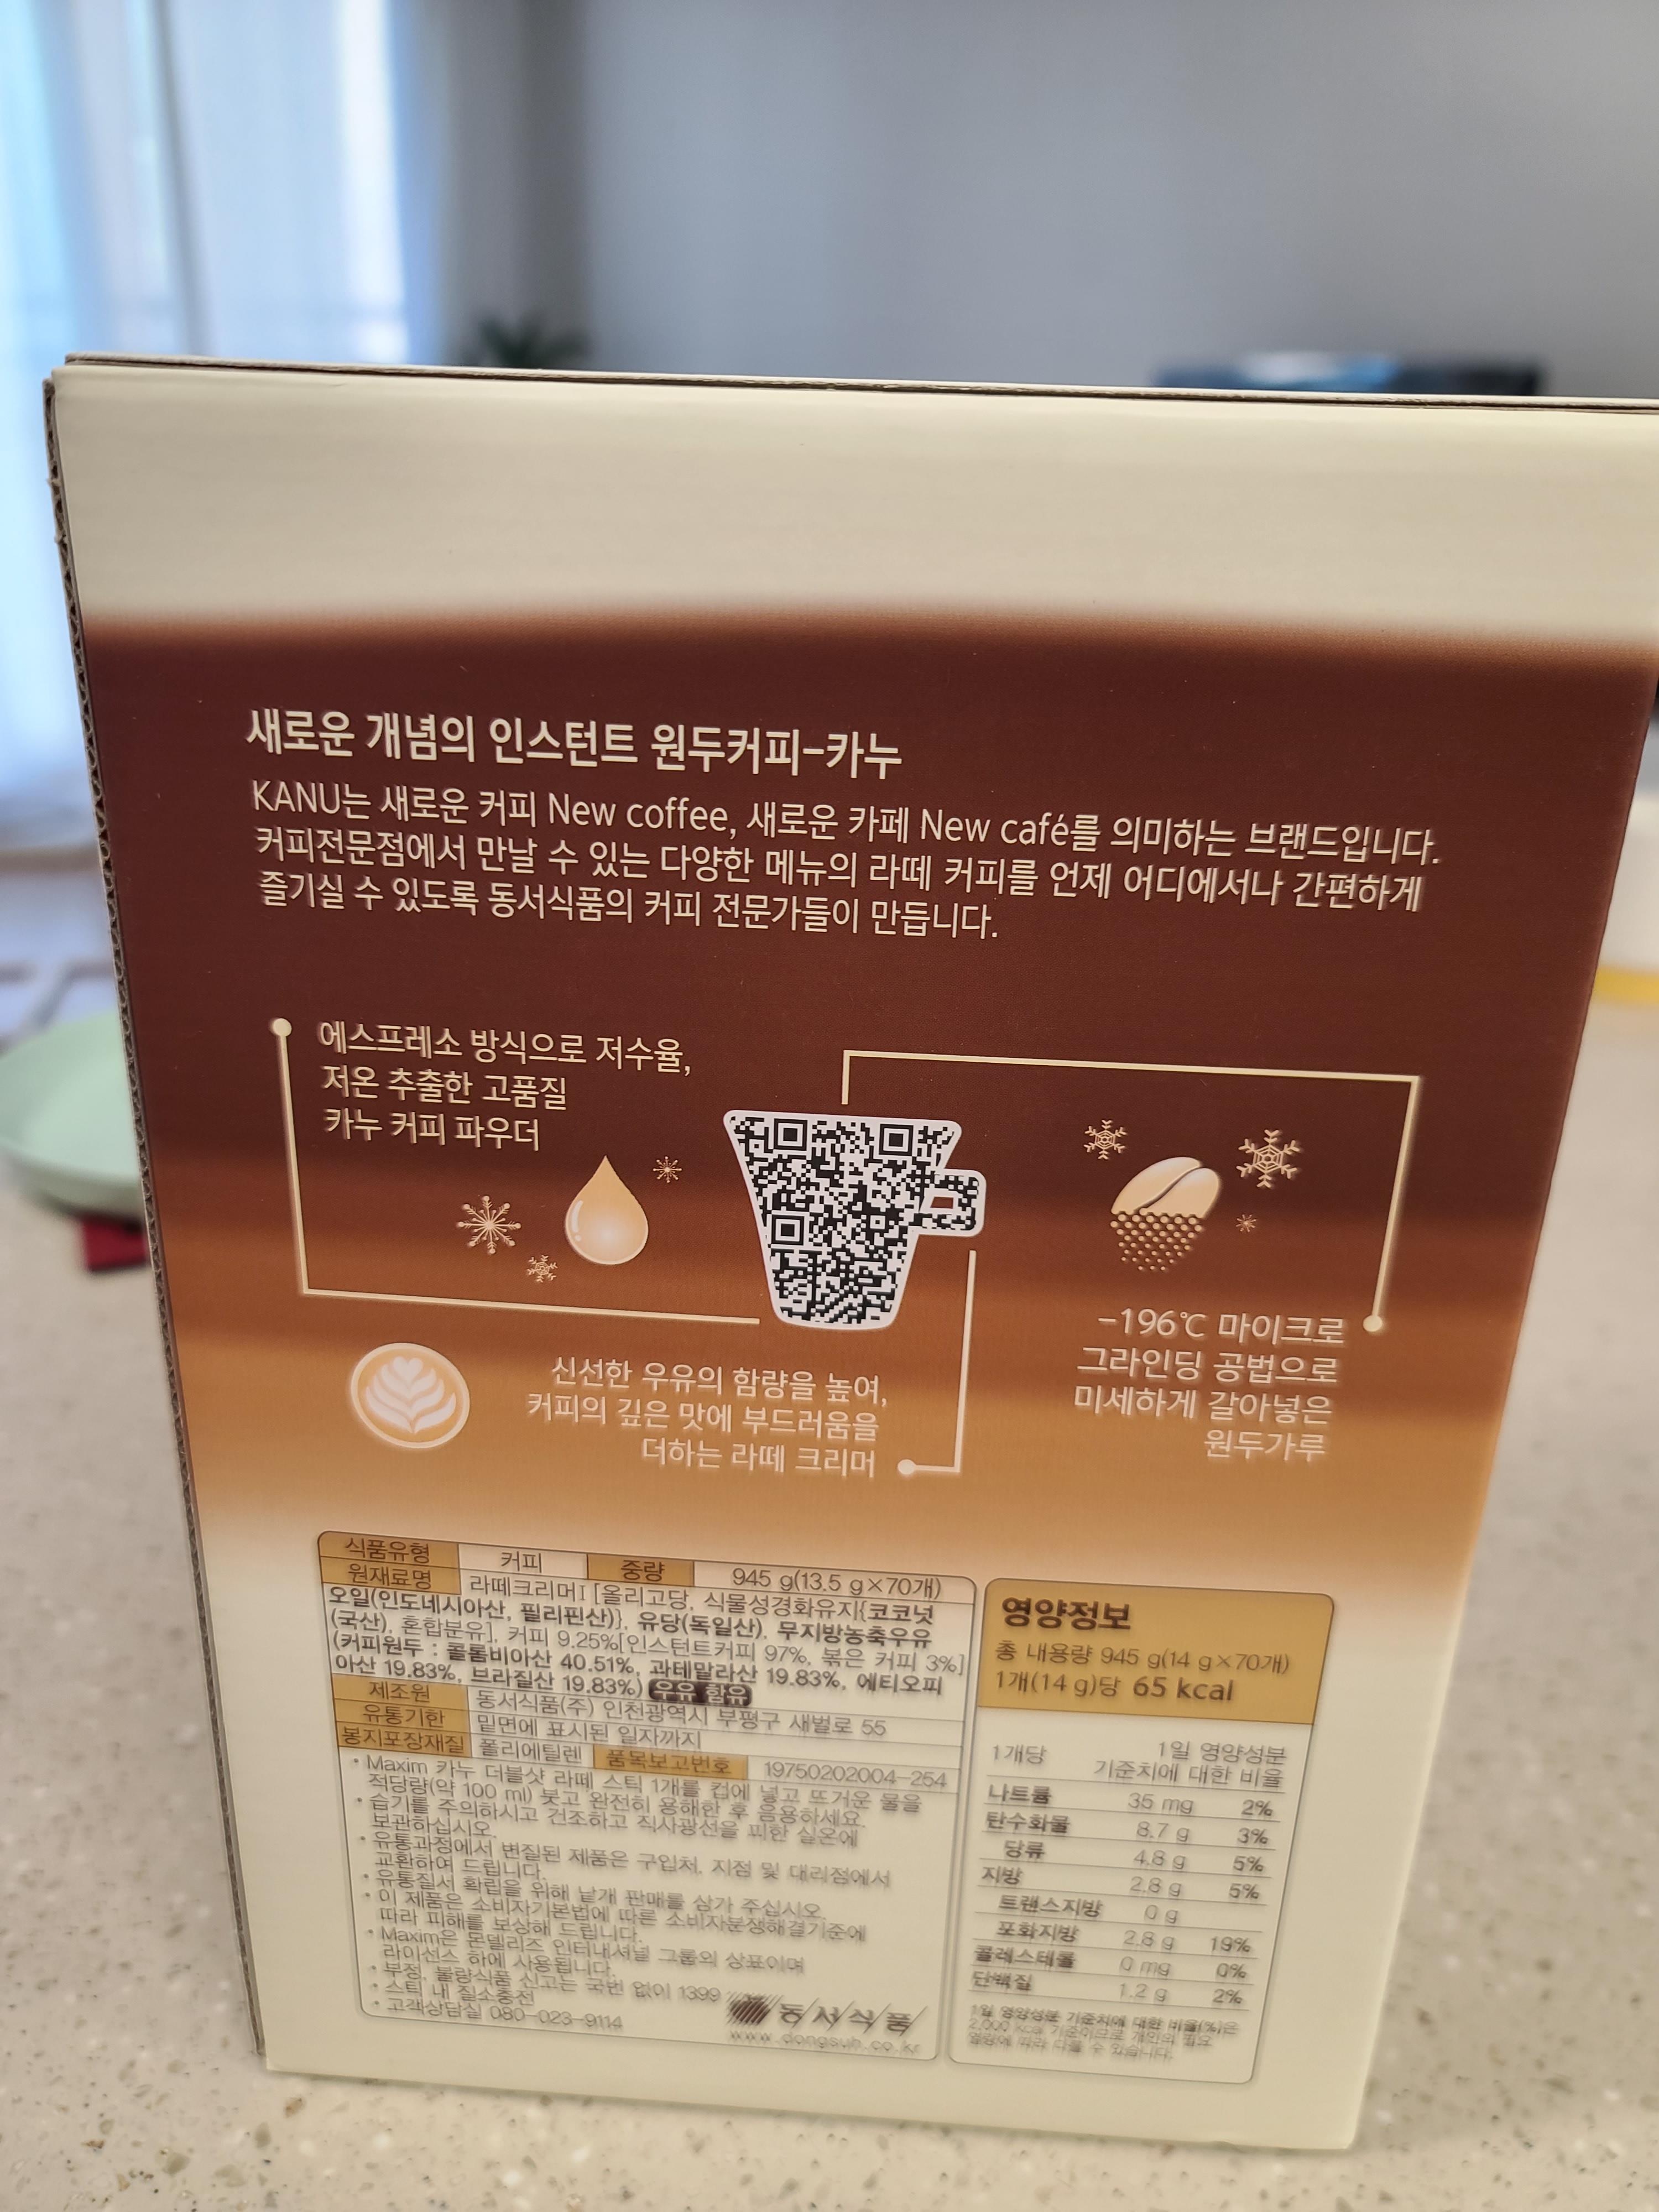 새로운 개념의 인스턴트 원두커피-카누
KANU는 새로운 커피 New coffee, 새로운 카페 New café를 의미하는 브랜드입니다.
커피전문점에서 만날 수 있는 다양한 메뉴의 라떼 커피를 언제 어디에서나 간편하게
즐기실 수 있도록 동서식품의 커피 전문가들이 만듭니다.
에스프레소 방식으로 저수율,
저온 추출한 고품질
카누 커피 파우더
-196℃ 마이크로
그라인딩 공법으로
미세하게 갈아넣은
원두가루
신선한 우유의 함량을 높여,
커피의 깊은 맛에 부드러움을
더하는 라떼 크리머
식품유형 커피 중량 945 g(13.5 g×70개)
원재료명 라떼크리머I [올리고당, 식물성경화유지{코코넛
오일(인도네시아산, 필리핀산)}, 유당(독일산), 무지방농축우유
(국산), 혼합분유], 커피 9.25%[인스턴트커피 97%, 볶은 커피 3%]
(커피원두 : 콜롬비아산 40.51%, 과테말라산 19.83%, 에티오피
아산 19.83%, 브라질산 19.83%) 우유 함유
제조원 동서식품(주) 인천광역시 부평구 새벌로 55
유통기한 밑면에 표시된 일자까지
봉지포장재질 폴리에틸렌 품목보고번호 19750202004-254
• Maxim 카누 더블샷 라떼 스틱 1개를 컵에 넣고 뜨거운 물을
적당량(약 100 ml) 붓고 완전히 용해한 후 음용하세요.
• 습기를 주의하시고 건조하고 직사광선을 피한 실온에
보관하십시오.
• 유통과정에서 변질된 제품은 구입처, 지점 및 대리점에서
교환하여 드립니다.
• 유통질서 확립을 위해 낱개 판매를 삼가 주십시오.
• 이 제품은 소비자기본법에 따른 소비자분쟁해결기준에
따라 피해를 보상해 드립니다.
• Maxim은 몬델리즈 인터내셔널 그룹의 상표이며
라이선스 하에 사용됩니다.
• 부정, 불량식품 신고는 국번 없이 1399
• 스틱 내 질소충전
• 고객상담실 080-023-9114
동서식품
www.dongsuh.co.kr
영양정보
총 내용량 945 g(14 g×70개)
1개(14 g)당 65 kcal
1개당 1일 영양성분
기준치에 대한 비율
나트륨 35 mg 2%
탄수화물 8.7 g 3%
당류 4.8 g 5%
지방 2.8 g 5%
트랜스지방 0 g
포화지방 2.8 g 19%
콜레스테롤 0 mg 0%
단백질 1.2 g 2%
1일 영양성분 기준치에 대한 비율(%)은
2,000 kcal 기준이므로 개인의 필요
열량에 따라 다를 수 있습니다.